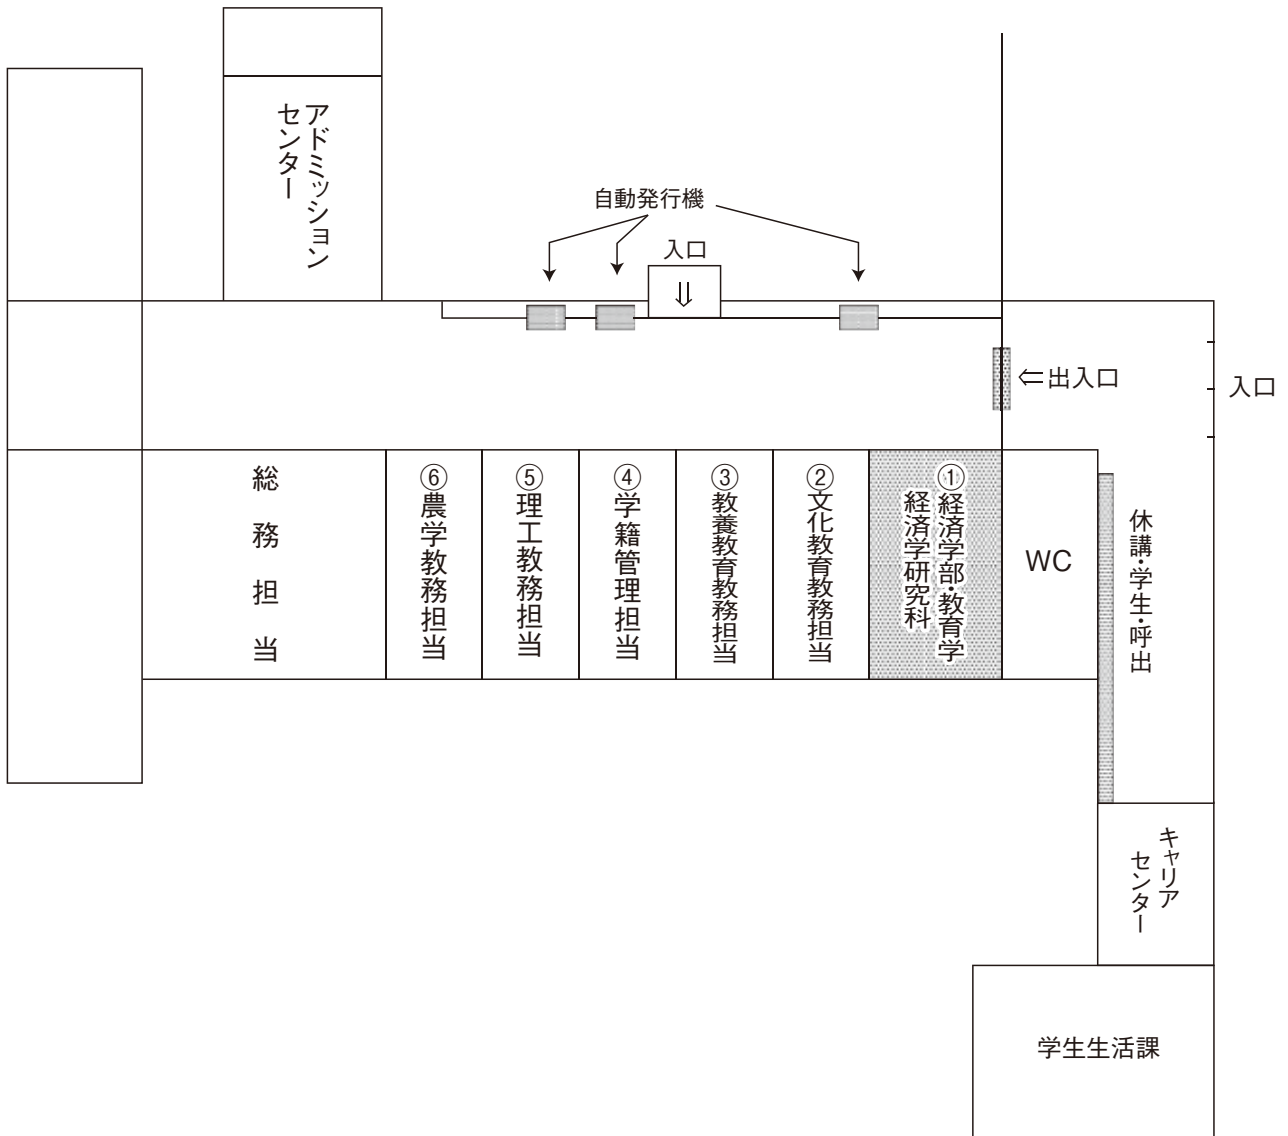 アドミッション
センター
自動発行機
入口
⇓
⇐出入口
入口
総務担当
⑥農学教務担当
⑤理工教務担当
④学籍管理担当
③教養教育教務担当
②文化教育教務担当
①経済学部・教育学
経済学研究科
WC
休講・学生・呼出
キャリア
センター
学生生活課